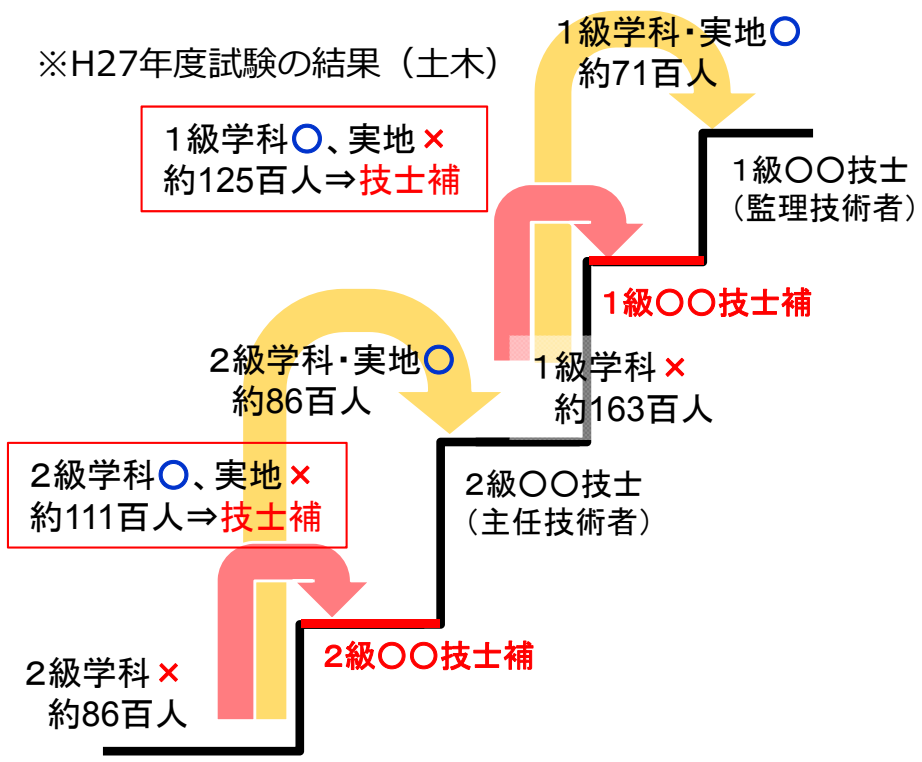 ※H27年度試験の結果（土木）
1級学科・実地○
約71百人
1級学科○、実地×
約125百人⇒技士補
1級○○技士
（監理技術者）
1級○○技士補
2級学科・実地○
約86百人
1級学科×
約163百人
2級学科○、実地×
約111百人⇒技士補
2級○○技士
（主任技術者）
2級○○技士補
2級学科×
約86百人